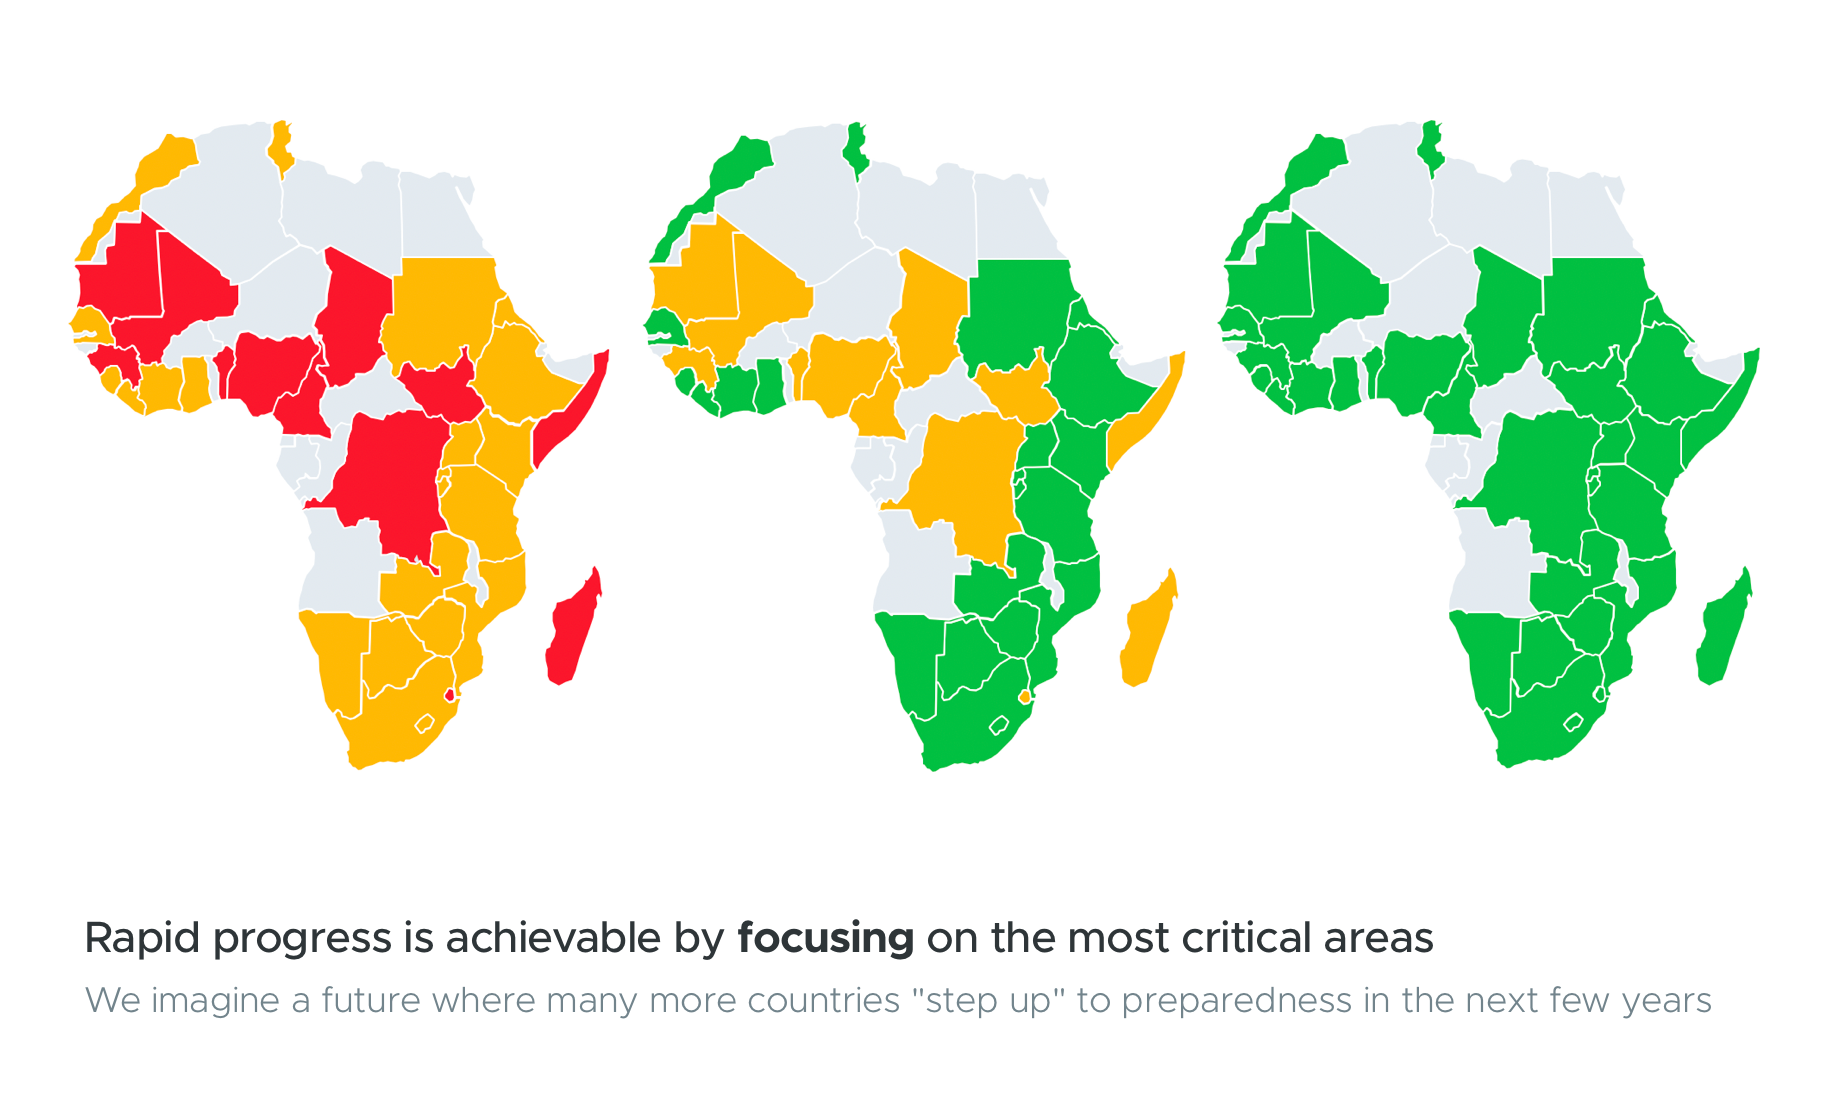 Rapid progress is achievable by focusing on the most critical areas
We imagine a future where many more countries "step up" to preparedness in the next few years